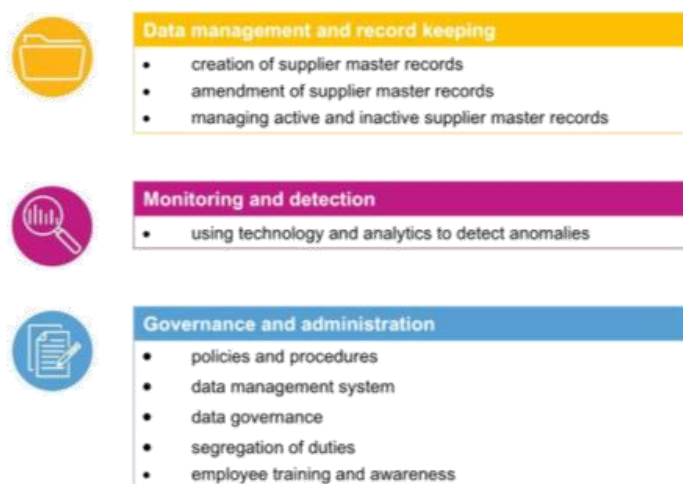 Data management and record keeping
• creation of supplier master records
• amendment of supplier master records
• managing active and inactive supplier master records
Monitoring and detection
• using technology and analytics to detect anomalies
Governance and administration
• policies and procedures
• data management system
• data governance
• segregation of duties
• employee training and awareness